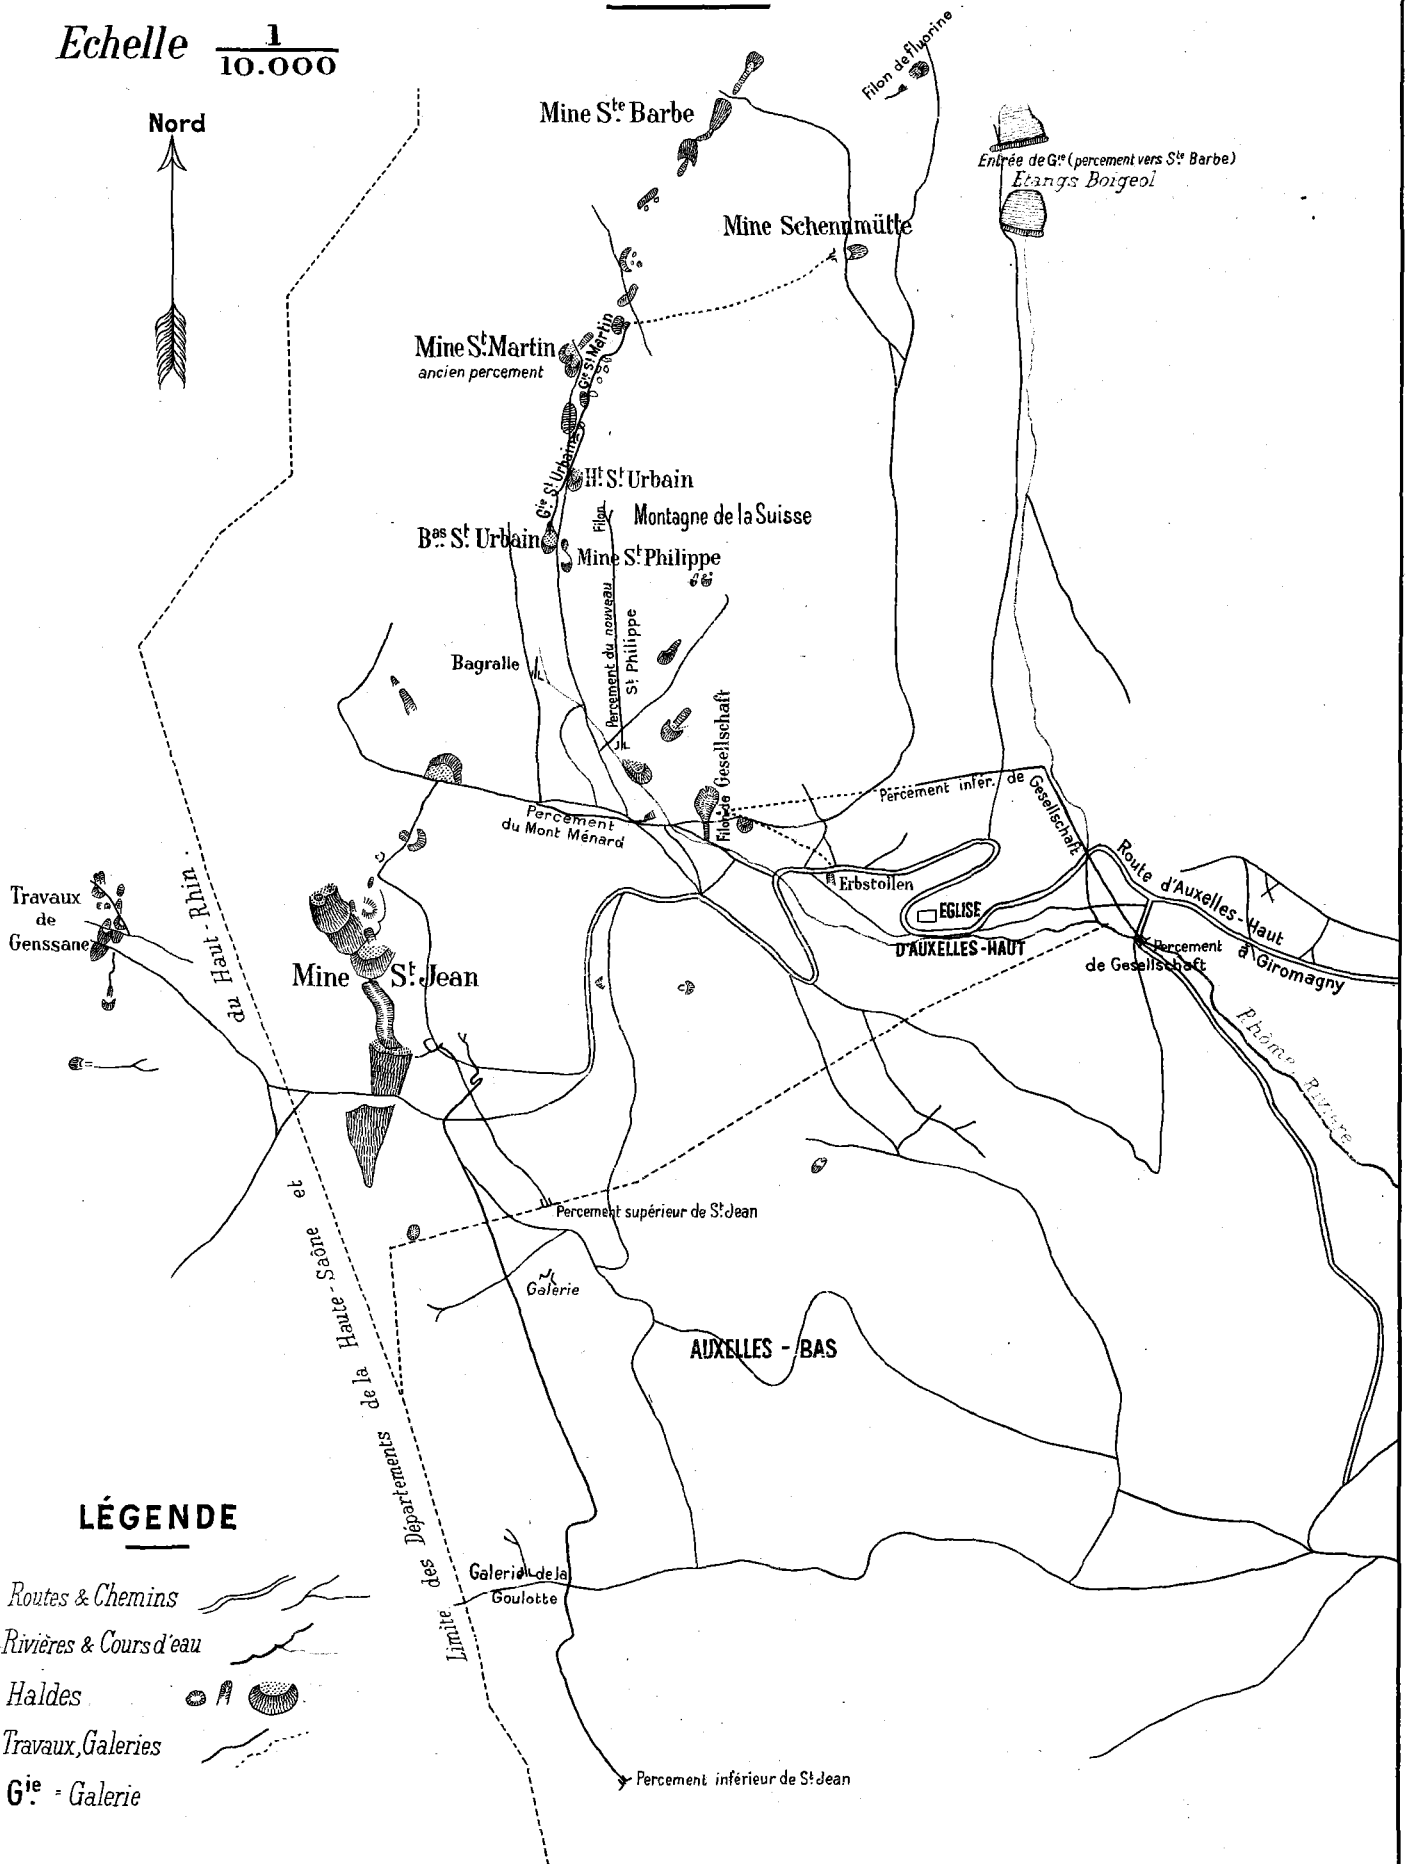 Echelle 1/10.000
Nord
Filon de fluorine
Mine Ste Barbe
Entrée de Gie (percement vers Ste Barbe)
Etangs Boigeol
Mine Schennmütte
Mine St Martin
ancien percement
Gie St Martin
Gie St Urbain
Ht St Urbain
Filon
Montagne de la Suisse
Bas St Urbain
Mine St Philippe
Percement du nouveau
St Philippe
Bagralle
Filon de Gesellschaft
Percement infér. de
Gesellschaft
Percement
du Mont Ménard
Erbstollen
EGLISE
D'AUXELLES-HAUT
Route d'Auxelles-Haut
à Giromagny
Percement
de Gesellschaft
Rhôme Rivière
Travaux
de
Genssane
Mine St Jean
Limite des Départements de la Haute-Saône et du Haut-Rhin.
Percement supérieur de St Jean
Galerie
AUXELLES - BAS
Galerie de la
Goulotte
Percement inférieur de St Jean
LÉGENDE
Routes & Chemins
Rivières & Cours d'eau
Haldes
Travaux, Galeries
Gie = Galerie